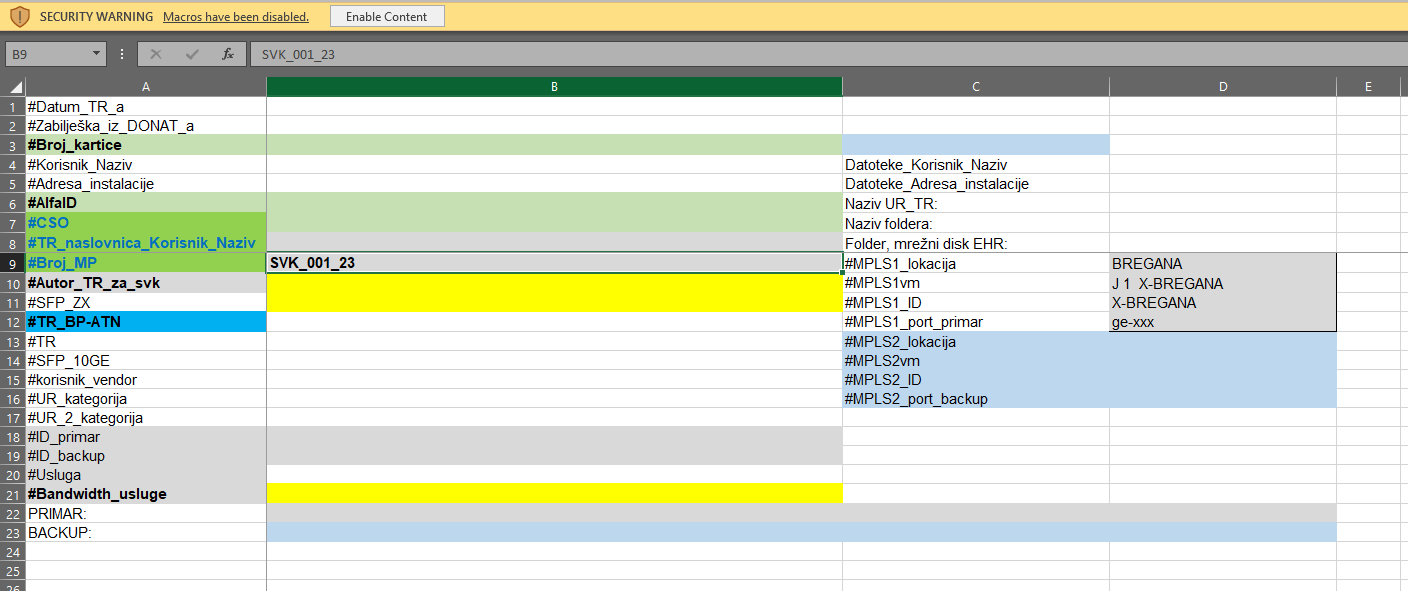 SECURITY WARNING Macros have been disabled. Enable Content
B9 fx SVK_001_23
A B C D E
1 #Datum_TR_a
2 #Zabilješka_iz_DONAT_a
3 #Broj_kartice
4 #Korisnik_Naziv Datoteke_Korisnik_Naziv
5 #Adresa_instalacije Datoteke_Adresa_instalacije
6 #AlfaID Naziv UR_TR:
7 #CSO Naziv foldera:
8 #TR_naslovnica_Korisnik_Naziv Folder, mrežni disk EHR:
9 #Broj_MP SVK_001_23 #MPLS1_lokacija BREGANA
10 #Autor_TR_za_svk #MPLS1vm J 1 X-BREGANA
11 #SFP_ZX #MPLS1_ID X-BREGANA
12 #TR_BP-ATN #MPLS1_port_primar ge-xxx
13 #TR #MPLS2_lokacija
14 #SFP_10GE #MPLS2vm
15 #korisnik_vendor #MPLS2_ID
16 #UR_kategorija #MPLS2_port_backup
17 #UR_2_kategorija
18 #ID_primar
19 #ID_backup
20 #Usluga
21 #Bandwidth_usluge
22 PRIMAR:
23 BACKUP:
24
25
26